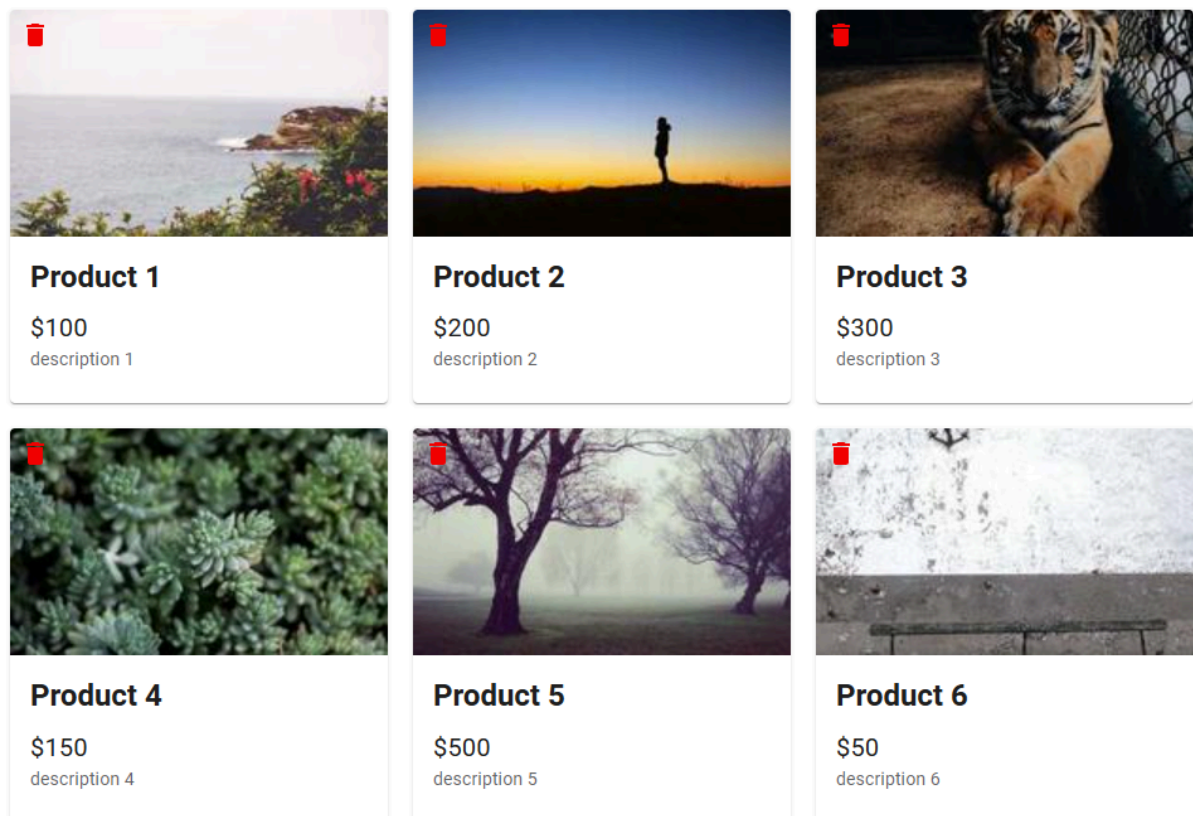 Product 1
$100
description 1
Product 2
$200
description 2
Product 3
$300
description 3
Product 4
$150
description 4
Product 5
$500
description 5
Product 6
$50
description 6